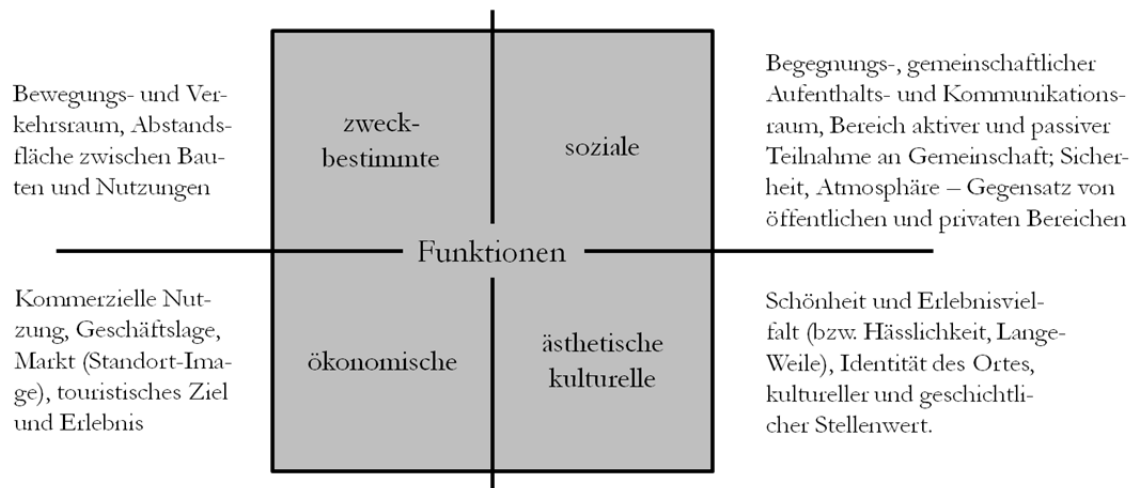 Bewegungs- und Ver-
kehrsraum, Abstands-
fläche zwischen Bau-
ten und Nutzungen
zweck-
bestimmte
soziale
Begegnungs-, gemeinschaftlicher
Aufenthalts- und Kommunikations-
raum, Bereich aktiver und passiver
Teilnahme an Gemeinschaft; Sicher-
heit, Atmosphäre – Gegensatz von
öffentlichen und privaten Bereichen
Funktionen
Kommerzielle Nut-
zung, Geschäftslage,
Markt (Standort-Ima-
ge), touristisches Ziel
und Erlebnis
ökonomische
ästhetische
kulturelle
Schönheit und Erlebnisviel-
falt (bzw. Hässlichkeit, Lange-
Weile), Identität des Ortes,
kultureller und geschichtli-
cher Stellenwert.